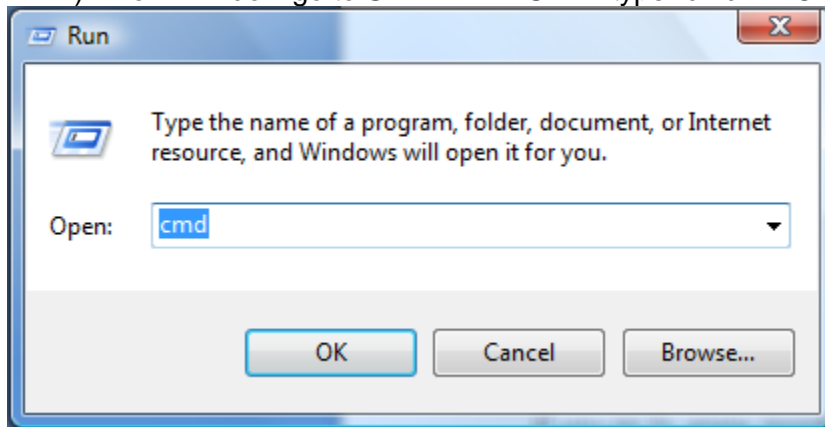 Run
Type the name of a program, folder, document, or Internet
resource, and Windows will open it for you.
Open:
cmd
OK Cancel Browse...